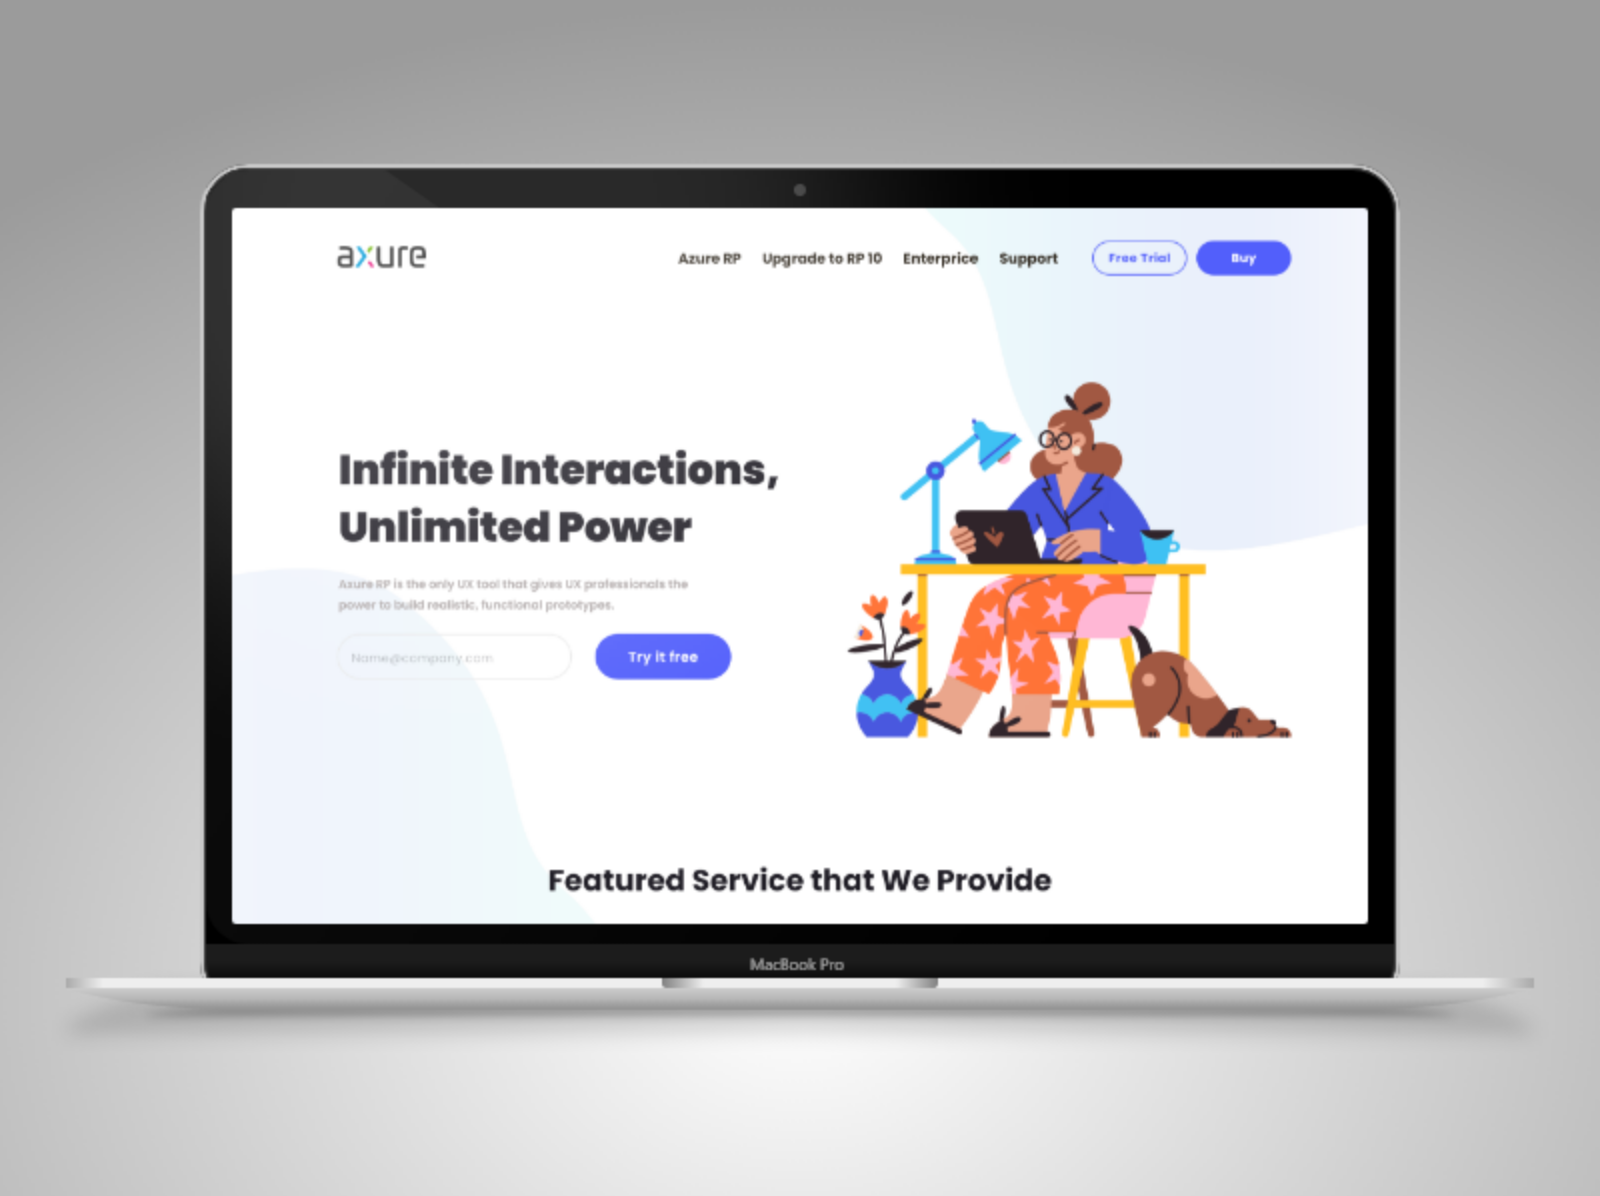 axure
Azure RP Upgrade to RP 10 Enterprice Support Free Trial Buy
Infinite Interactions,
Unlimited Power
Axure RP is the only UX tool that gives UX professionals the
power to build realistic, functional prototypes.
Name@company.com
Try it free
Featured Service that We Provide
MacBook Pro